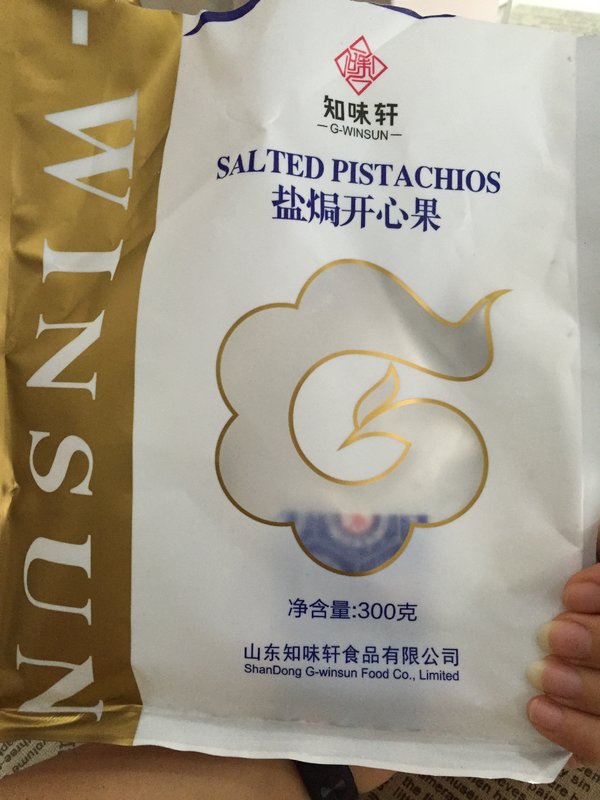 - WINSUN
知味轩
G-WINSUN
SALTED PISTACHIOS
盐焗开心果
净含量:300克
山东知味轩食品有限公司
ShanDong G-winsun Food Co., Limited